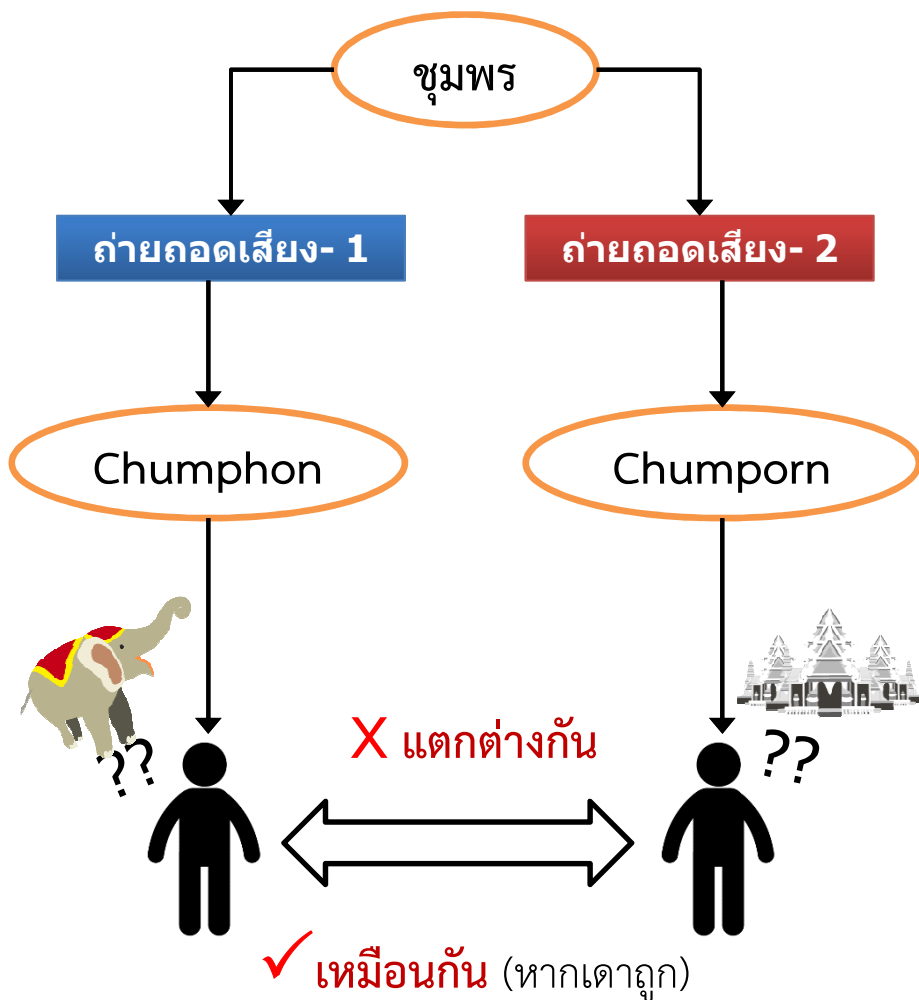 ชุมพร
ถ่ายถอดเสียง- 1
ถ่ายถอดเสียง- 2
Chumphon
Chumporn
X แตกต่างกัน
??
??
✓ เหมือนกัน (หากเดาถูก)